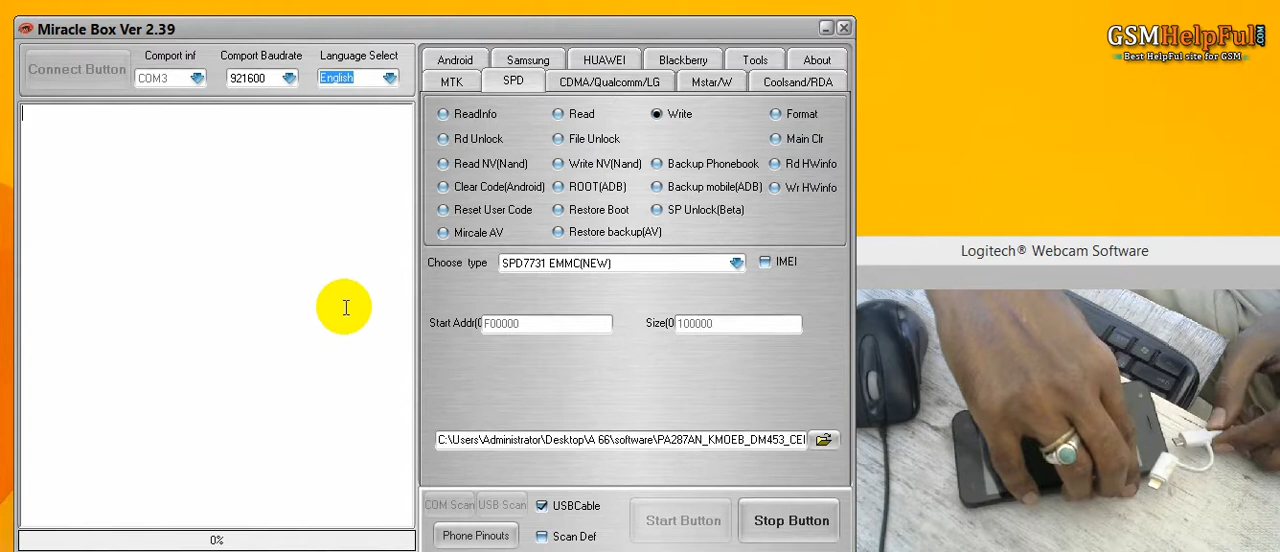 Miracle Box Ver 2.39
GSMHelpFul.COM
Best HelpFul site for GSM
Connect Button
Comport inf
Comport Baudrate
Language Select
COM3
921600
English
Android
Samsung
HUAWEI
Blackberry
Tools
About
MTK
SPD
CDMA/Qualcomm/LG
Mstar/W
Coolsand/RDA
ReadInfo
Read
Write
Format
Rd Unlock
File Unlock
Main Clr
Read NV(Nand)
Write NV(Nand)
Backup Phonebook
Rd HWinfo
Clear Code(Android)
ROOT(ADB)
Backup mobile(ADB)
Wr HWinfo
Reset User Code
Restore Boot
SP Unlock(Beta)
Mircale AV
Restore backup(AV)
Choose type
SPD7731 EMMC(NEW)
IMEI
Logitech® Webcam Software
Start Addr(0
F00000
Size(0
100000
C:\Users\Administrator\Desktop\A 66\software\PA287AN_KMOEB_DM453_CEI
COM Scan
USB Scan
USBCable
Start Button
Stop Button
Phone Pinouts
Scan Def
0%